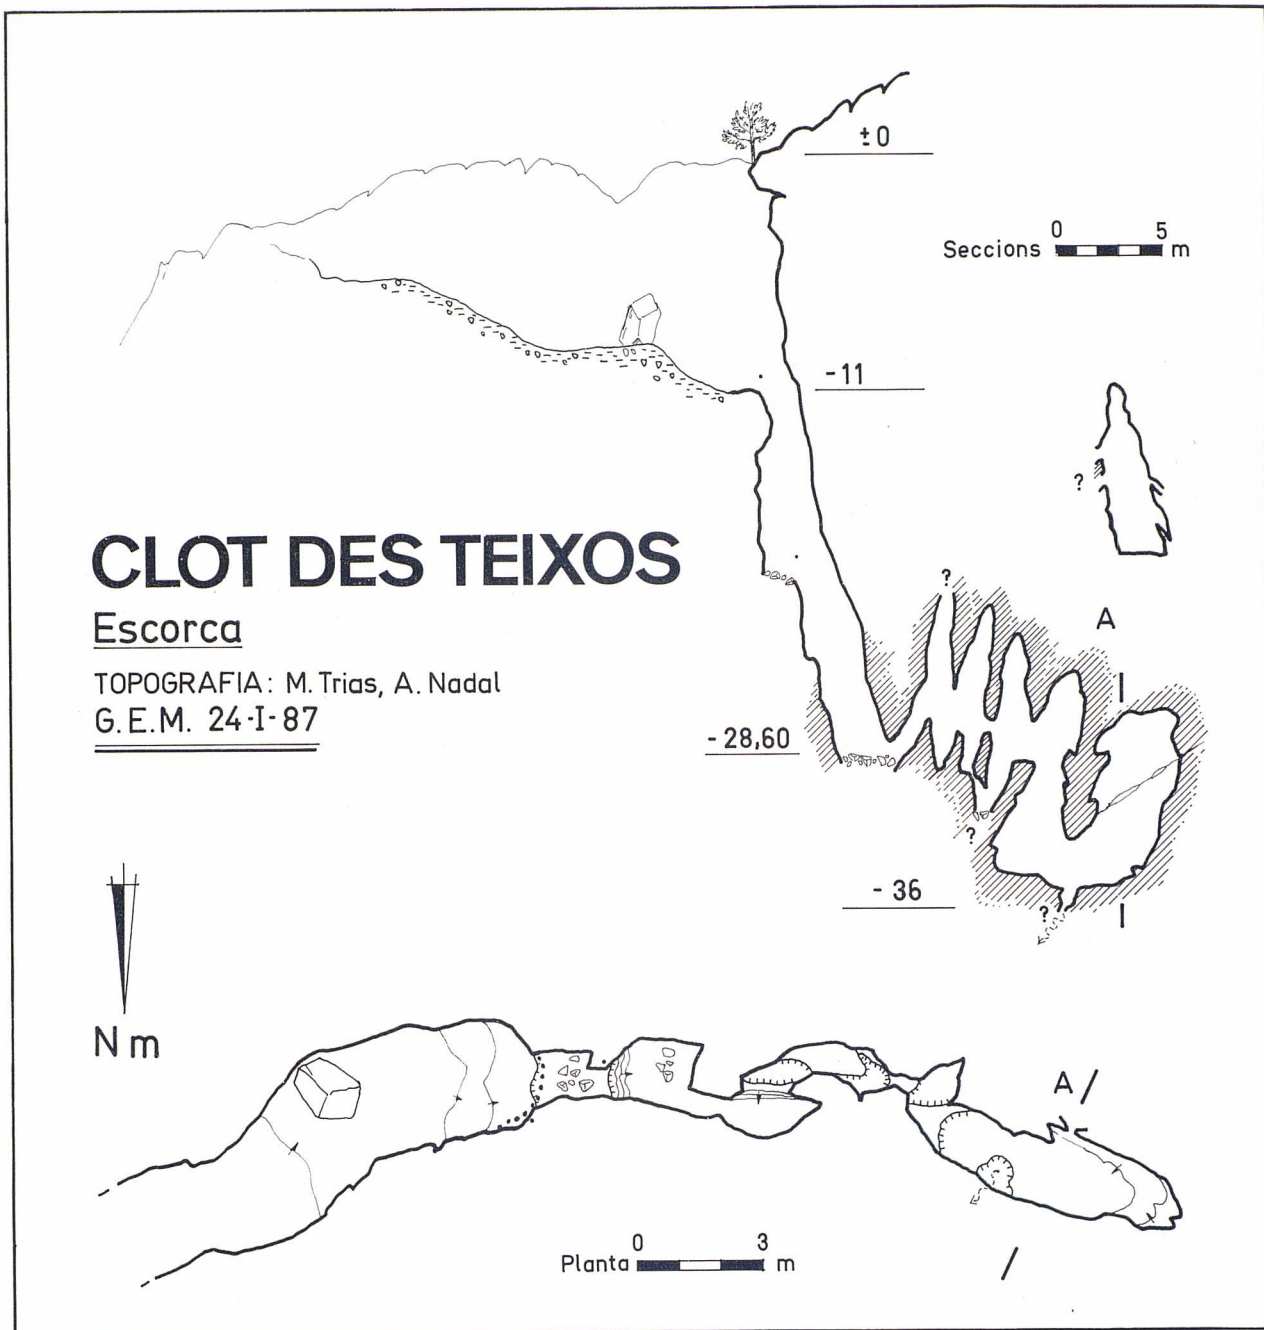 ±0
Seccions 0 5 m
-11
?
CLOT DES TEIXOS
Escorca
TOPOGRAFIA: M. Trias, A. Nadal
G.E.M. 24-I-87
?
A
-28,60
?
-36
?
N m
A
Planta 0 3 m